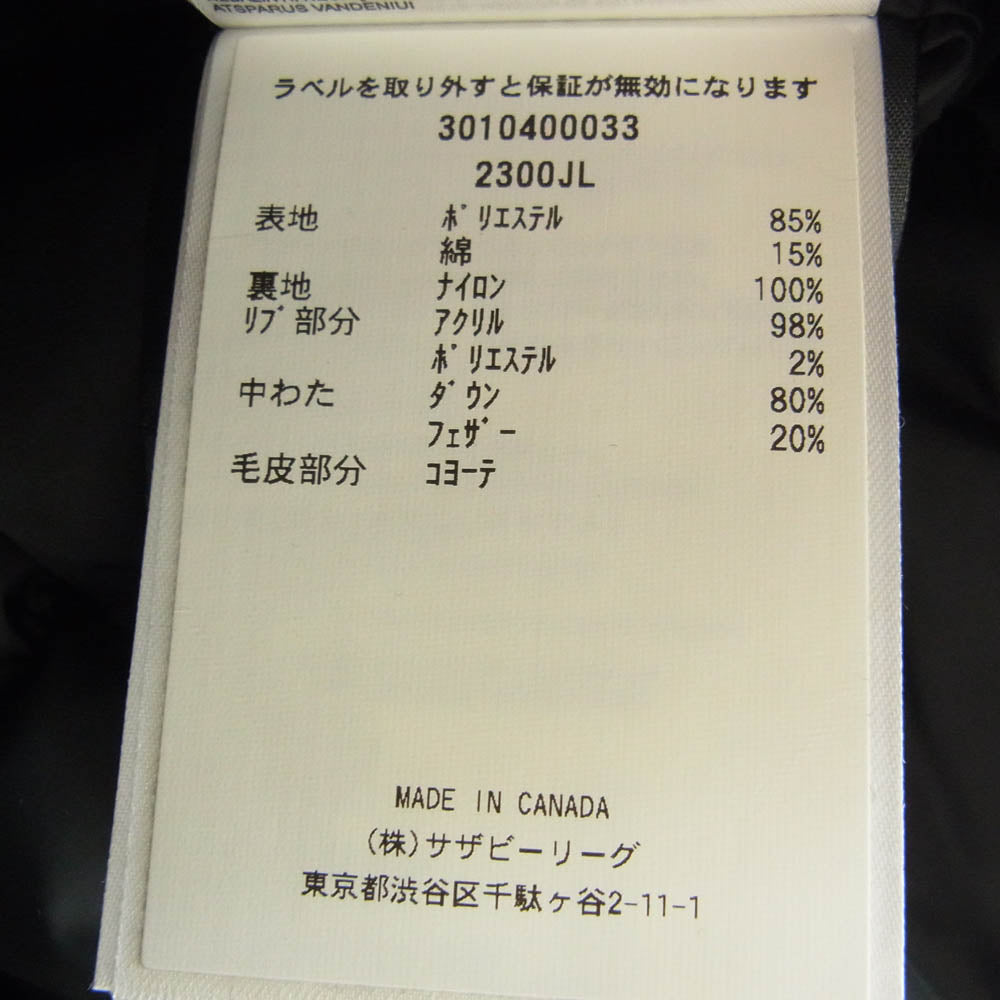 ATSPARUS VANDENIUI
ラベルを取り外すと保証が無効になります
3010400033
2300JL
表地 ﾎﾟﾘｴｽﾃﾙ 85%
綿 15%
裏地 ﾅｲﾛﾝ 100%
ﾘﾌﾞ部分 ｱｸﾘﾙ 98%
ﾎﾟﾘｴｽﾃﾙ 2%
中わた ﾀﾞｳﾝ 80%
ﾌｪｻﾞｰ 20%
毛皮部分 ｺﾖｰﾃ
MADE IN CANADA
(株)サザビーリーグ
東京都渋谷区千駄ヶ谷2-11-1